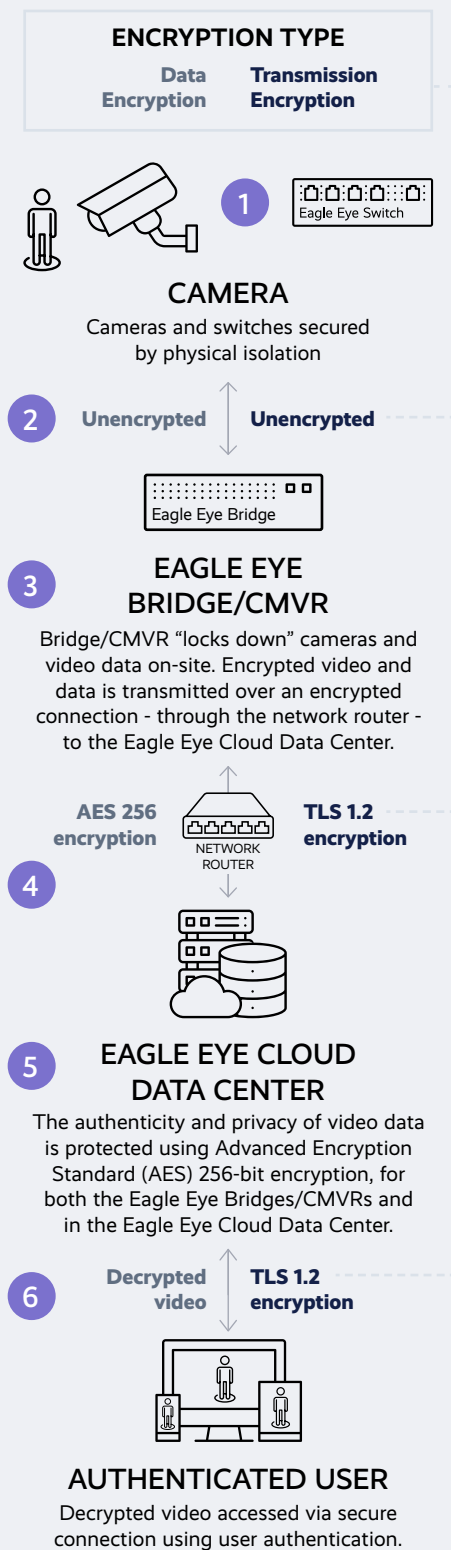 ENCRYPTION TYPE
Data Encryption
Transmission Encryption
1
Eagle Eye Switch
CAMERA
Cameras and switches secured
by physical isolation
2
Unencrypted
Unencrypted
Eagle Eye Bridge
3
EAGLE EYE
BRIDGE/CMVR
Bridge/CMVR “locks down” cameras and
video data on-site. Encrypted video and
data is transmitted over an encrypted
connection - through the network router -
to the Eagle Eye Cloud Data Center.
AES 256
encryption
NETWORK
ROUTER
TLS 1.2
encryption
4
5
EAGLE EYE CLOUD
DATA CENTER
The authenticity and privacy of video data
is protected using Advanced Encryption
Standard (AES) 256-bit encryption, for
both the Eagle Eye Bridges/CMVRs and
in the Eagle Eye Cloud Data Center.
6
Decrypted
video
TLS 1.2
encryption
AUTHENTICATED USER
Decrypted video accessed via secure
connection using user authentication.